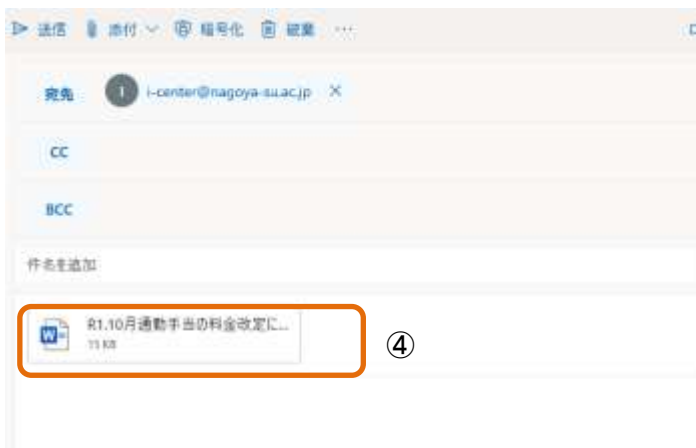 送信 添付 暗号化 破棄 …
宛先 I i-center@nagoya-su.ac.jp ×
CC
BCC
件名を追加
R1.10月通勤手当の料金改定に...
④